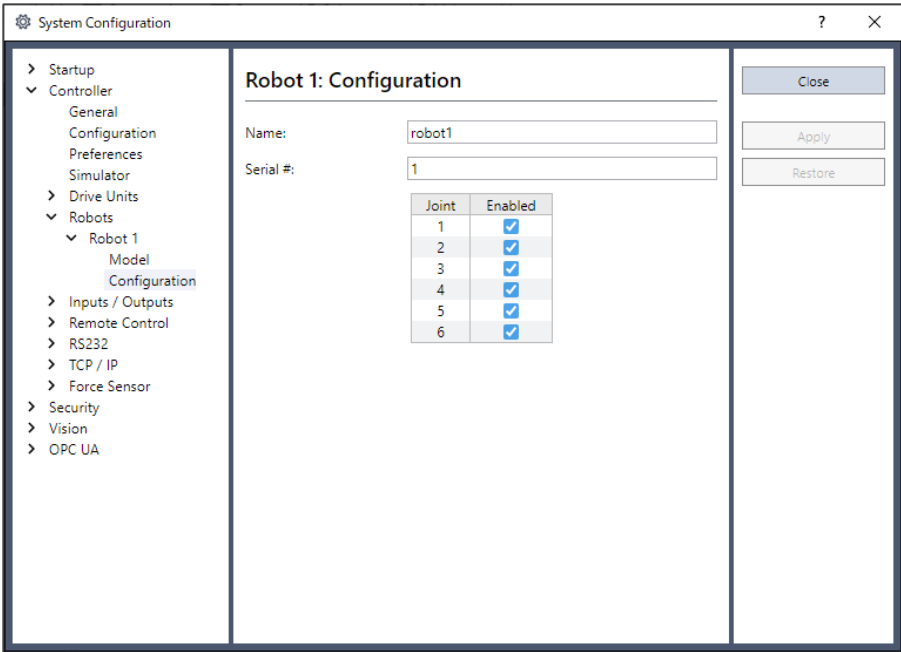 System Configuration
?
Startup
Controller
General
Configuration
Preferences
Simulator
Drive Units
Robots
Robot 1
Model
Configuration
Inputs / Outputs
Remote Control
RS232
TCP / IP
Force Sensor
Security
Vision
OPC UA
Robot 1: Configuration
Name: robot1
Serial #: 1
Joint Enabled
1
2
3
4
5
6
Close
Apply
Restore